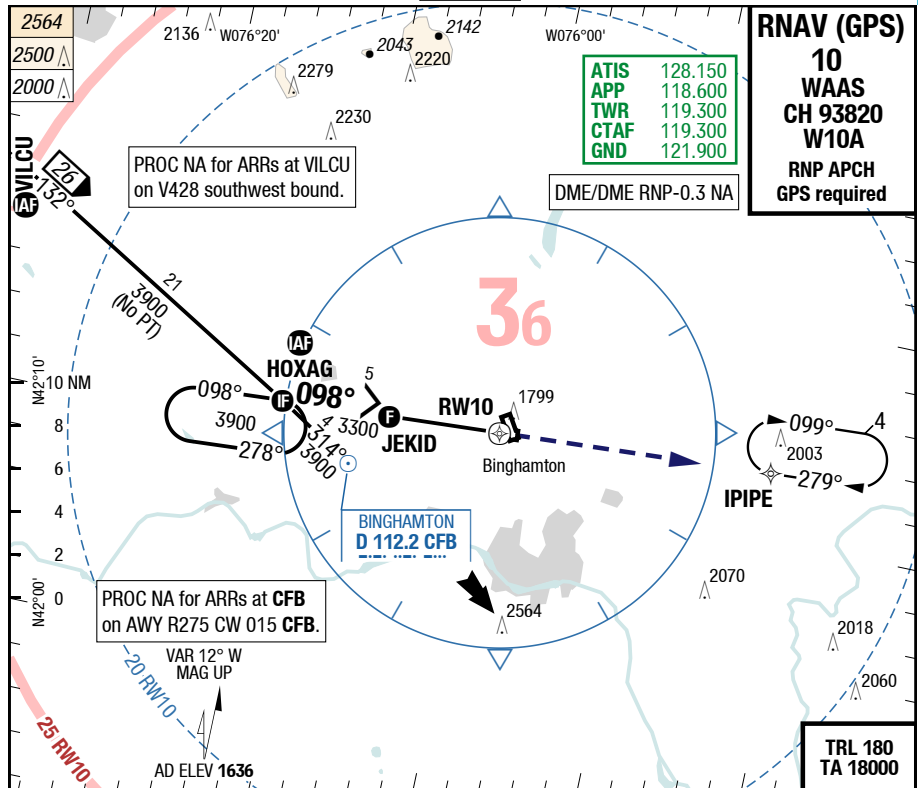 2564
2500
2000
2136
W076°20'
2043
2142
2220
2279
2230
W076°00'
ATIS 128.150
APP 118.600
TWR 119.300
CTAF 119.300
GND 121.900
RNAV (GPS)
10
WAAS
CH 93820
W10A
RNP APCH
GPS required
DME/DME RNP-0.3 NA
PROC NA for ARRs at VILCU
on V428 southwest bound.
VILCU
IAF
26
132°
21
3900
(No PT)
36
IAF
HOXAG
IF
098°
5
4 3300
314°
3900
098°
3900
278°
F
JEKID
RW10
1799
Binghamton
099°
4
2003
279°
IPIPE
N42°10'
10 NM
8
6
4
2
0
N42°00'
BINGHAMTON
D 112.2 CFB
2564
2070
2018
2060
PROC NA for ARRs at CFB
on AWY R275 CW 015 CFB.
VAR 12° W
MAG UP
20 RW10
25 RW10
AD ELEV 1636
TRL 180
TA 18000